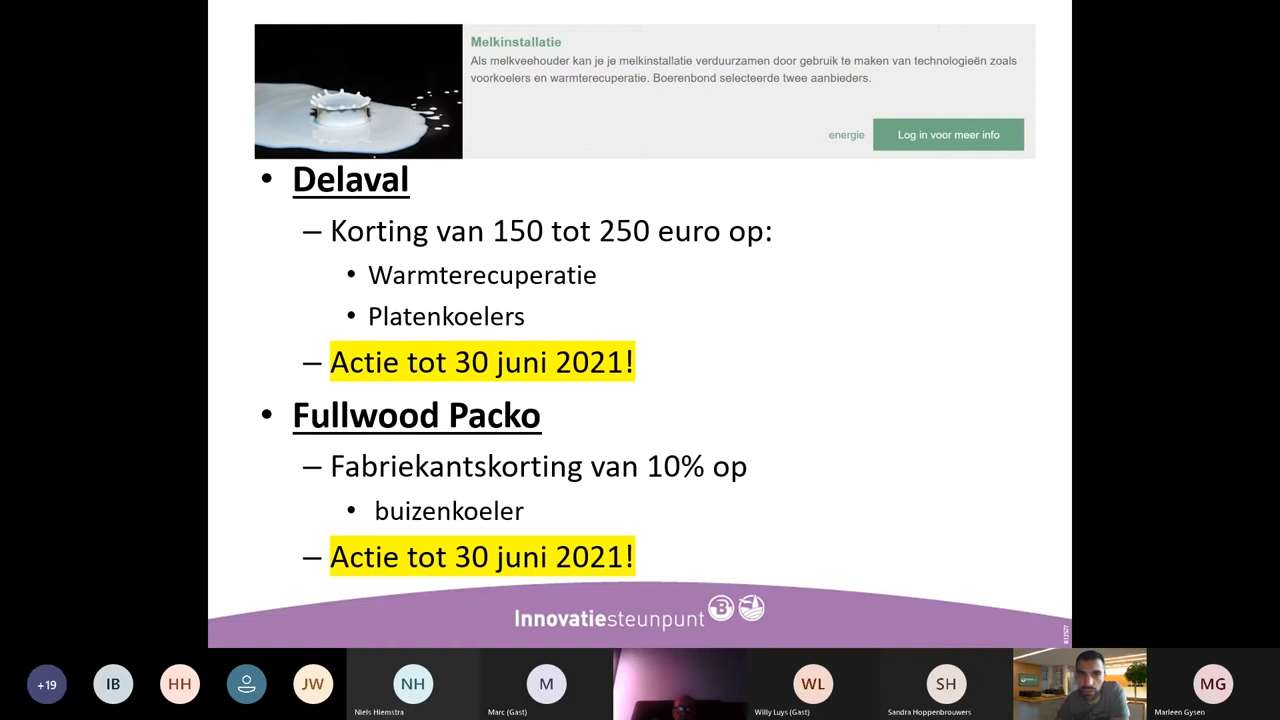 Melkinstallatie
Als melkveehouder kan je je melkinstallatie verduurzamen door gebruik te maken van technologieën zoals
voorkoelers en warmterecuperatie. Boerenbond selecteerde twee aanbieders.
energie
Log in voor meer info
• Delaval
– Korting van 150 tot 250 euro op:
• Warmterecuperatie
• Platenkoelers
– Actie tot 30 juni 2021!
• Fullwood Packo
– Fabriekantskorting van 10% op
• buizenkoeler
– Actie tot 30 juni 2021!
Innovatiesteunpunt
B
+19
IB
HH
JW
NH
Niels Hiemstra
M
Marc (Gast)
WL
Willy Luys (Gast)
SH
Sandra Hoppenbrouwers
MG
Marleen Gysen